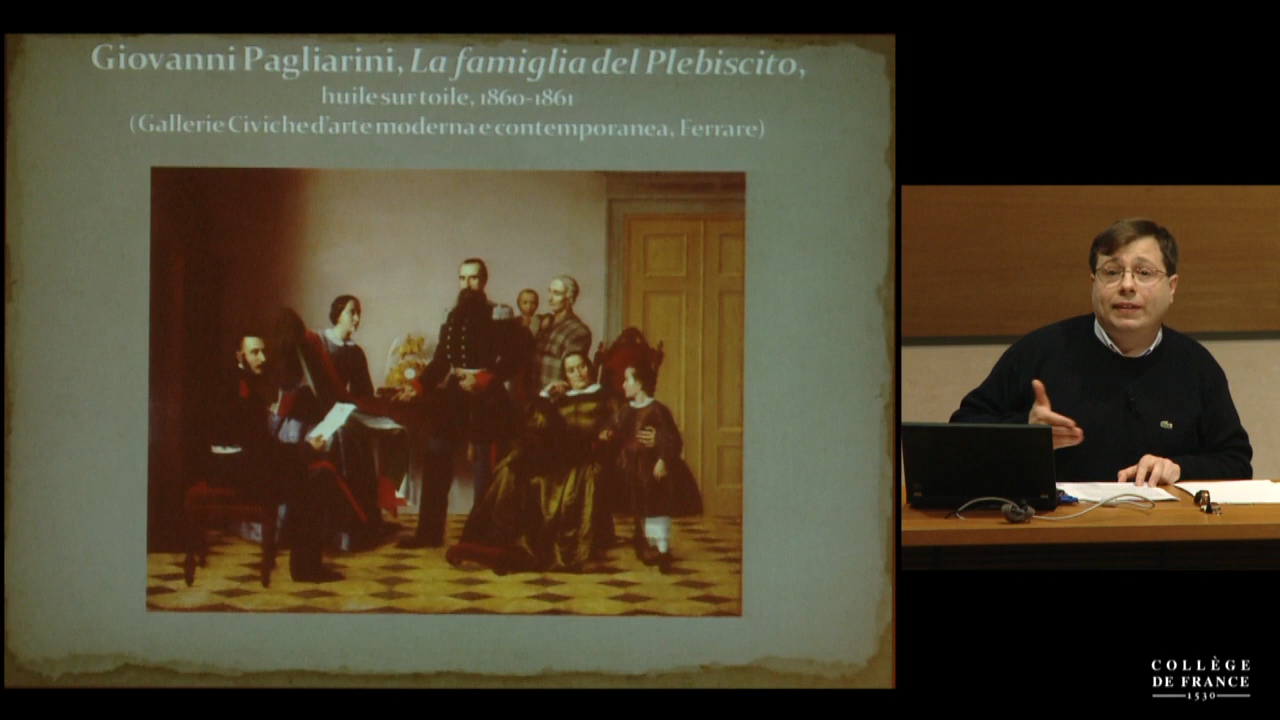 Giovanni Pagliarini, La famiglia del Plebiscito,
huile sur toile, 1860-1861
(Gallerie Civiche d'arte moderna e contemporanea, Ferrare)
COLLÈGE
DE FRANCE
1530